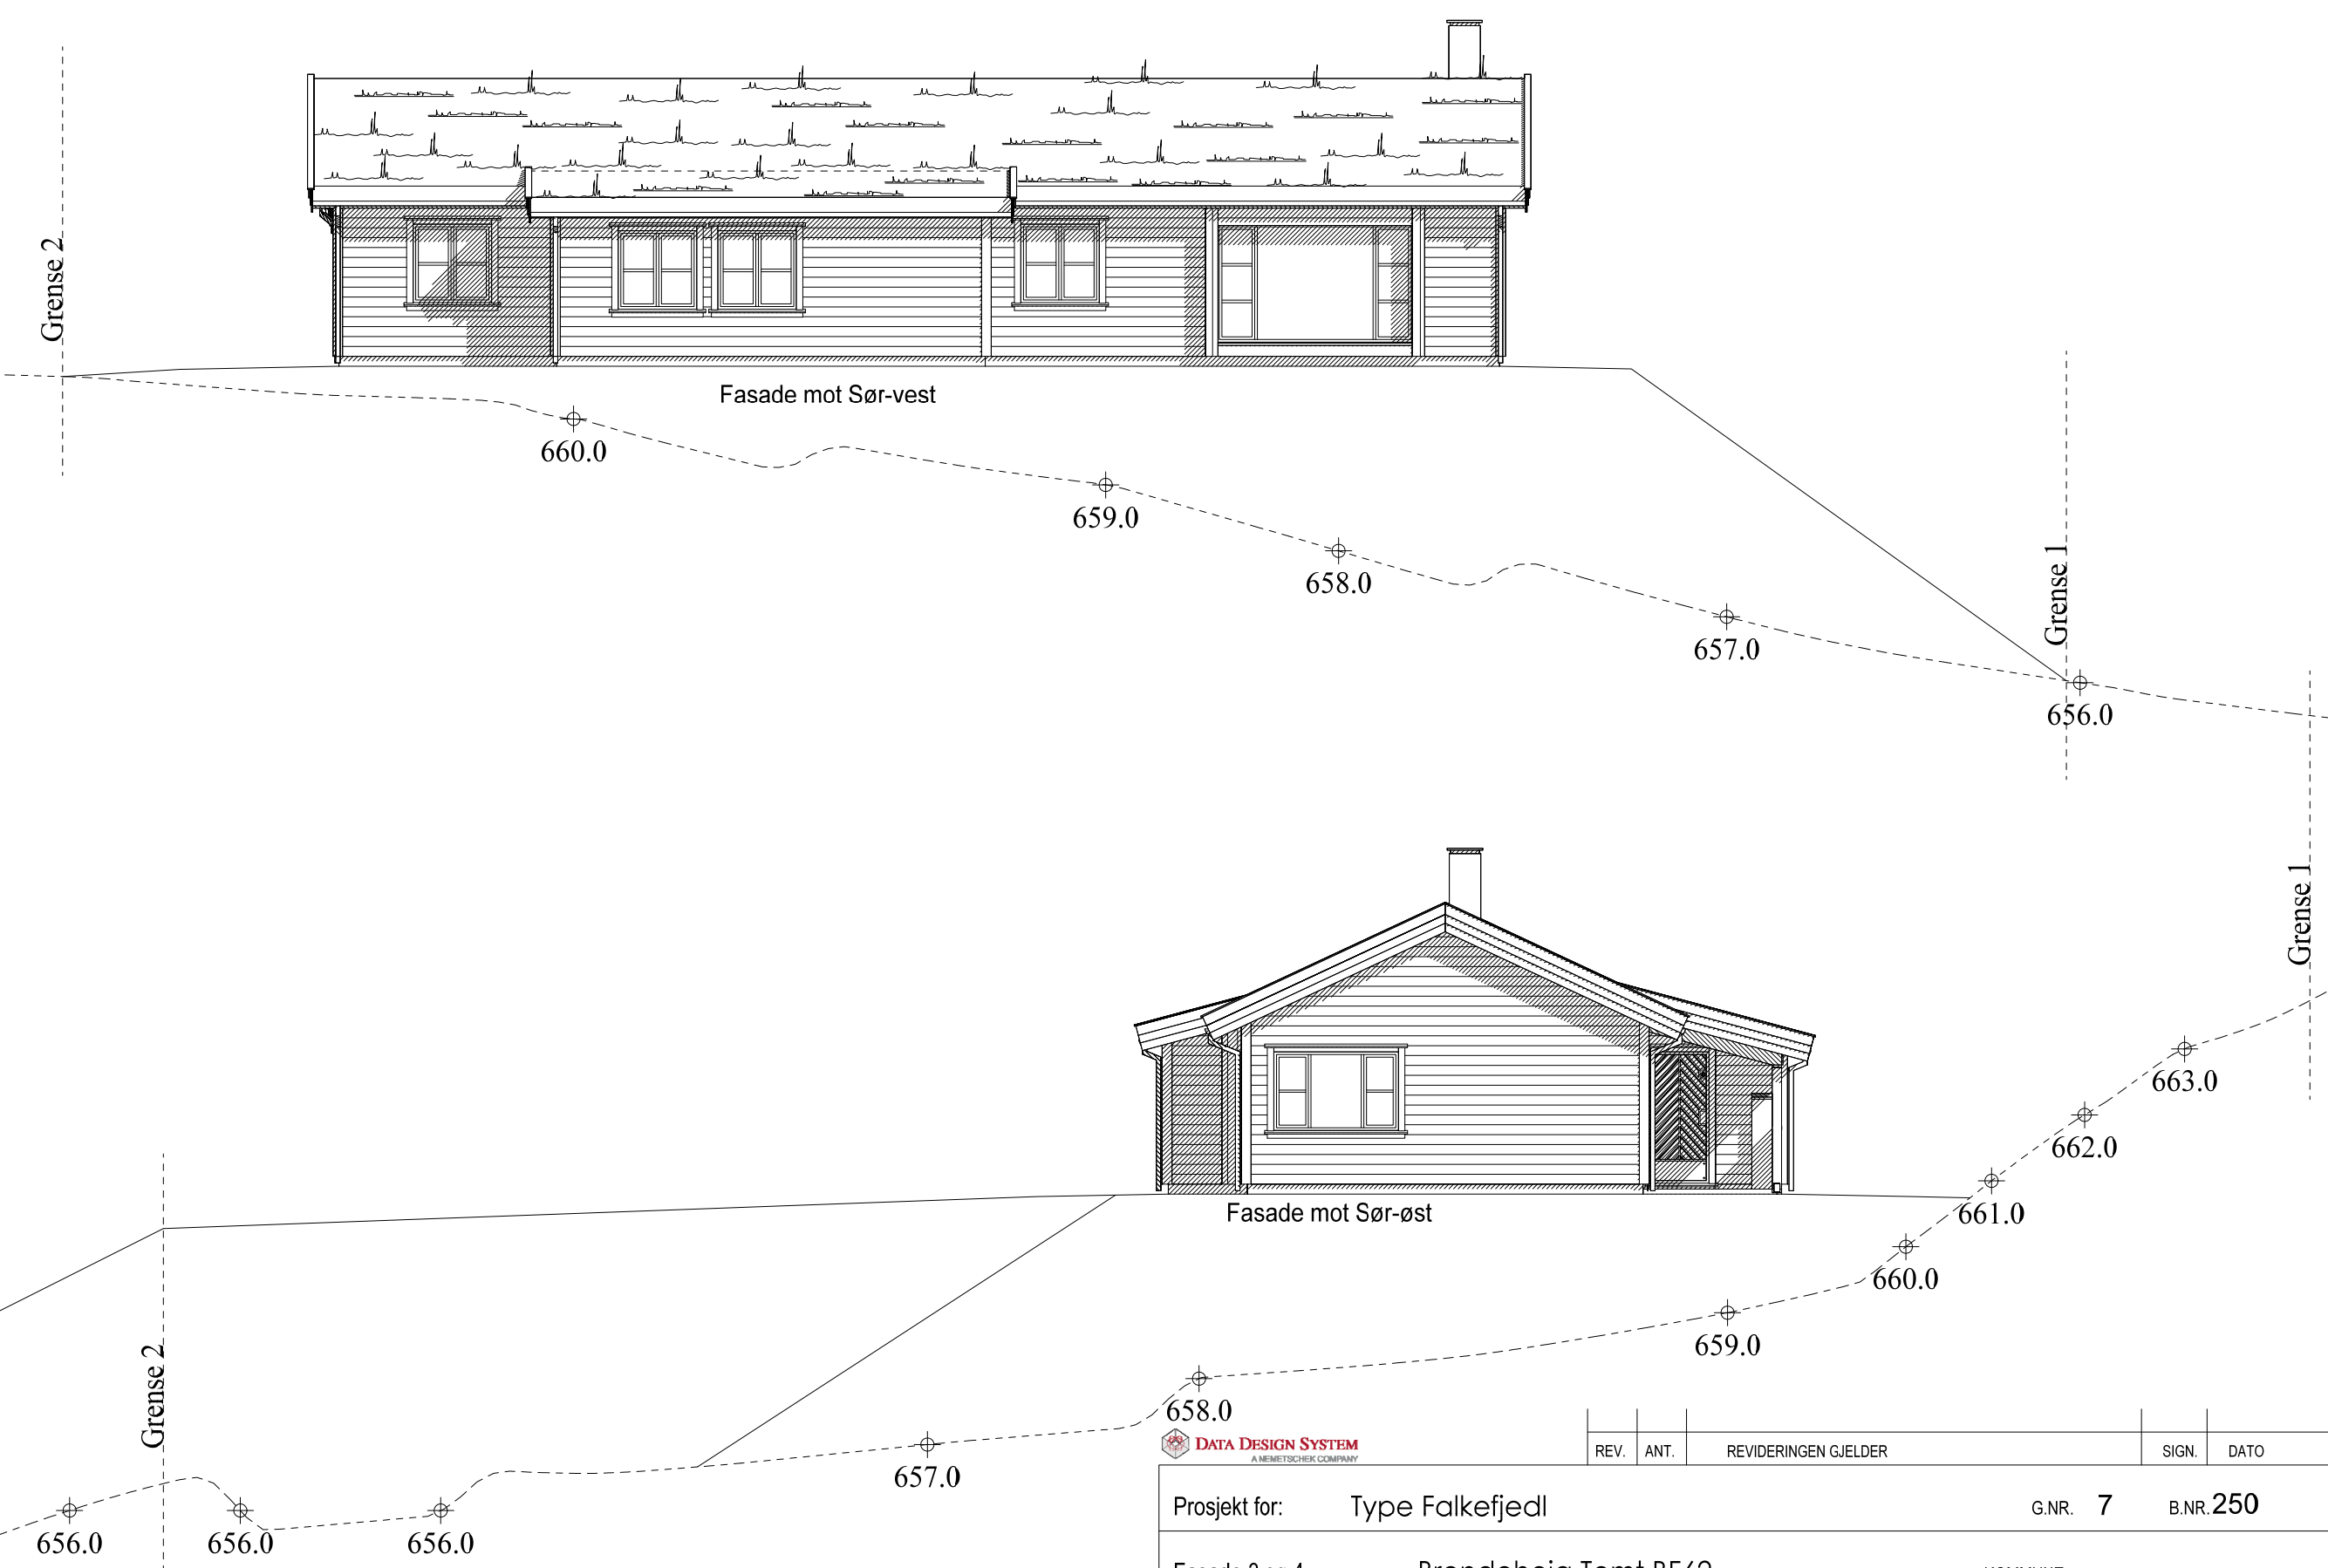 Grense 2
Fasade mot Sør-vest
660.0
659.0
658.0
657.0
656.0
Grense 1
Grense 1
Fasade mot Sør-øst
663.0
662.0
661.0
660.0
659.0
658.0
657.0
Grense 2
656.0
656.0
656.0
DATA DESIGN SYSTEM
A NEMETSCHEK COMPANY
REV. ANT. REVIDERINGEN GJELDER SIGN. DATO
Prosjekt for: Type Falkefjedl G.NR. 7 B.NR. 250